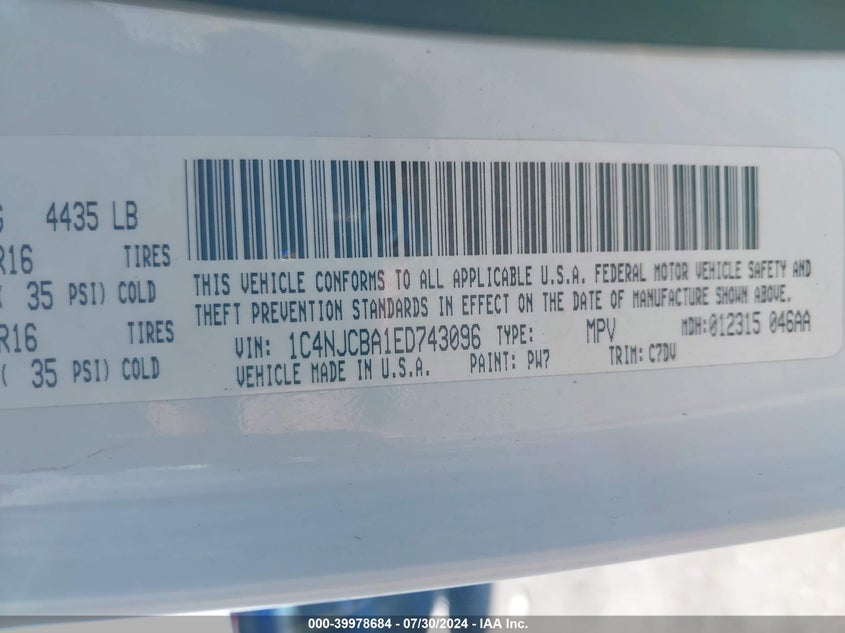 G 4435 LB
R16 TIRES
( 35 PSI) COLD
R16 TIRES
( 35 PSI) COLD
THIS VEHICLE CONFORMS TO ALL APPLICABLE U.S.A. FEDERAL MOTOR VEHICLE SAFETY AND
THEFT PREVENTION STANDARDS IN EFFECT ON THE DATE OF MANUFACTURE SHOWN ABOVE.
VIN: 1C4NJCBA1ED743096 TYPE: MPV MDH:012315 046AA
VEHICLE MADE IN U.S.A. PAINT: PW7 TRIM: C7DV
000-39978684 / 07/30/2024 - IAA Inc.